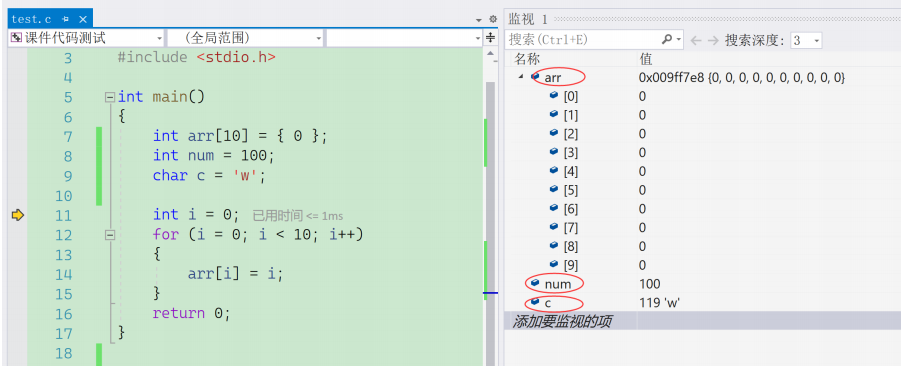 test.c
课件代码测试
(全局范围)
3 #include <stdio.h>
4
5 int main()
6 {
7 int arr[10] = { 0 };
8 int num = 100;
9 char c = 'w';
10
11 int i = 0; 已用时间 <= 1ms
12 for (i = 0; i < 10; i++)
13 {
14 arr[i] = i;
15 }
16 return 0;
17 }
18
监视 1
搜索(Ctrl+E) 搜索深度: 3
名称 值
arr 0x009ff7e8 {0, 0, 0, 0, 0, 0, 0, 0, 0, 0}
[0] 0
[1] 0
[2] 0
[3] 0
[4] 0
[5] 0
[6] 0
[7] 0
[8] 0
[9] 0
num 100
c 119 'w'
添加要监视的项